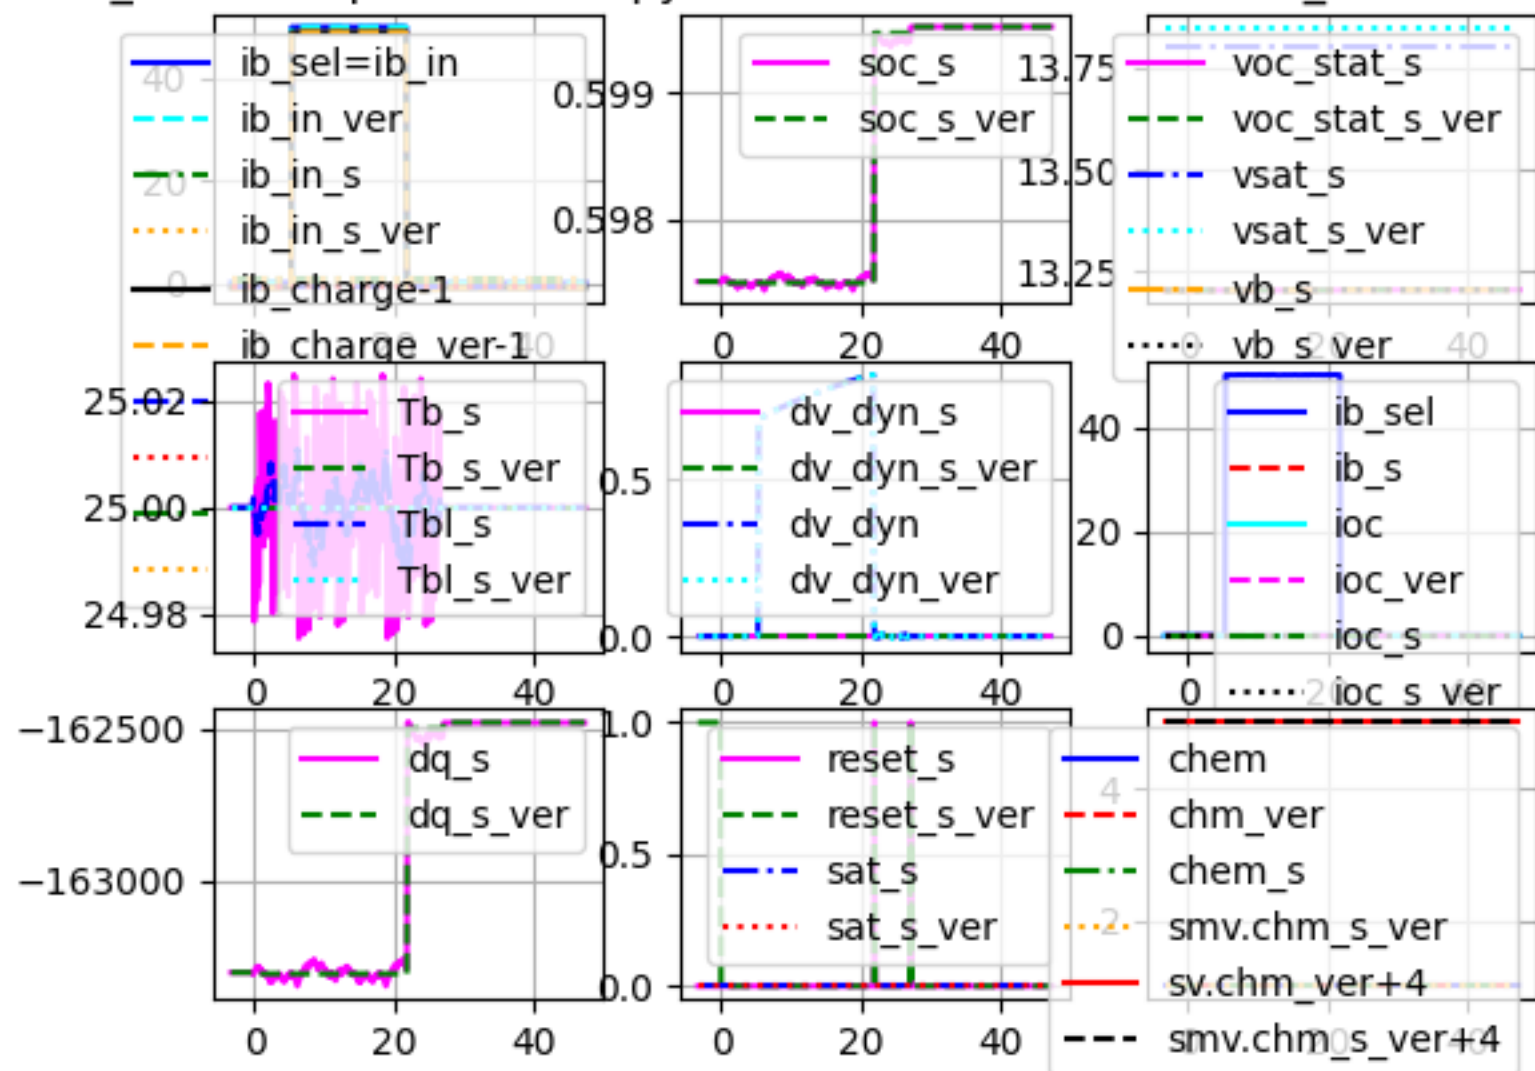 40
20
0
ib_sel=ib_in
ib_in_ver
ib_in_s
ib_in_s_ver
ib_charge-1
ib_charge_ver-1
40
0.599
0.598
soc_s
soc_s_ver
0
20
40
13.75
13.50
13.25
voc_stat_s
voc_stat_s_ver
vsat_s
vsat_s_ver
vb_s
vb_s_ver
0
20
40
25.02
25.00
24.98
Tb_s
Tb_s_ver
Tbl_s
Tbl_s_ver
0
20
40
0.5
0.0
dv_dyn_s
dv_dyn_s_ver
dv_dyn
dv_dyn_ver
0
20
40
40
20
0
ib_sel
ib_s
ioc
ioc_ver
ioc_s
ioc_s_ver
0
20
40
−162500
−163000
dq_s
dq_s_ver
0
20
40
1.0
0.5
0.0
reset_s
reset_s_ver
sat_s
sat_s_ver
0
20
40
4
2
chem
chm_ver
chem_s
smv.chm_s_ver
sv.chm_ver+4
smv.chm_s_ver+4
0
20
40